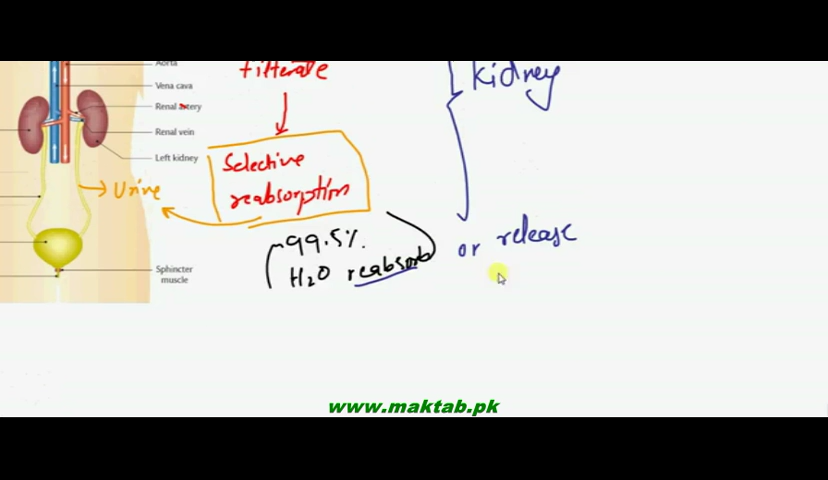 Aorta
Vena cava
Renal artery
Renal vein
Left kidney
Sphincter
muscle
Urine
filterate
Selective
reabsorption
99.5%.
H2O reabsorb
Kidney
or release
www.maktab.pk